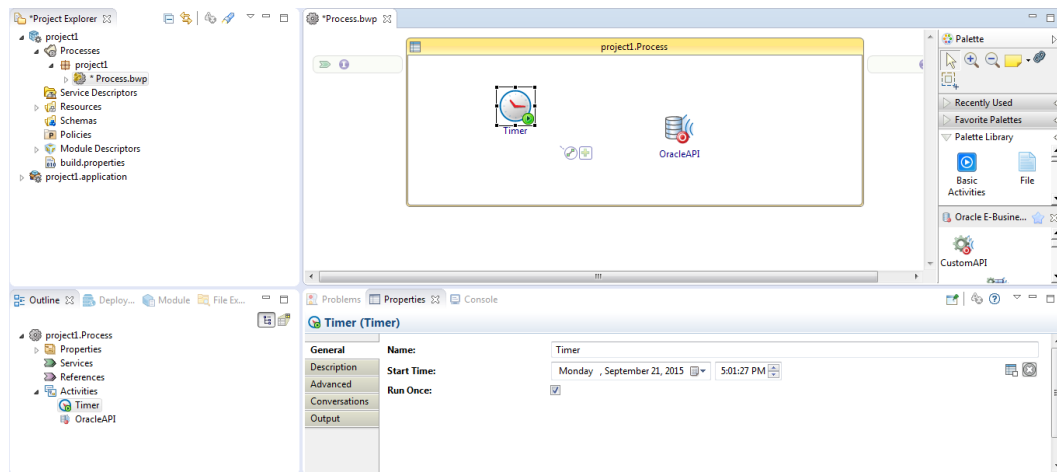 *Project Explorer
project1
Processes
project1
* Process.bwp
Service Descriptors
Resources
Schemas
Policies
Module Descriptors
build.properties
project1.application
*Process.bwp
project1.Process
Timer
OracleAPI
Palette
Recently Used
Favorite Palettes
Palette Library
Basic Activities
File
Oracle E-Busine...
CustomAPI
Outline
Deploy...
Module
File Ex...
project1.Process
Properties
Services
References
Activities
Timer
OracleAPI
Problems
Properties
Console
Timer (Timer)
General
Description
Advanced
Conversations
Output
Name:
Timer
Start Time:
Monday , September 21, 2015
5:01:27 PM
Run Once: